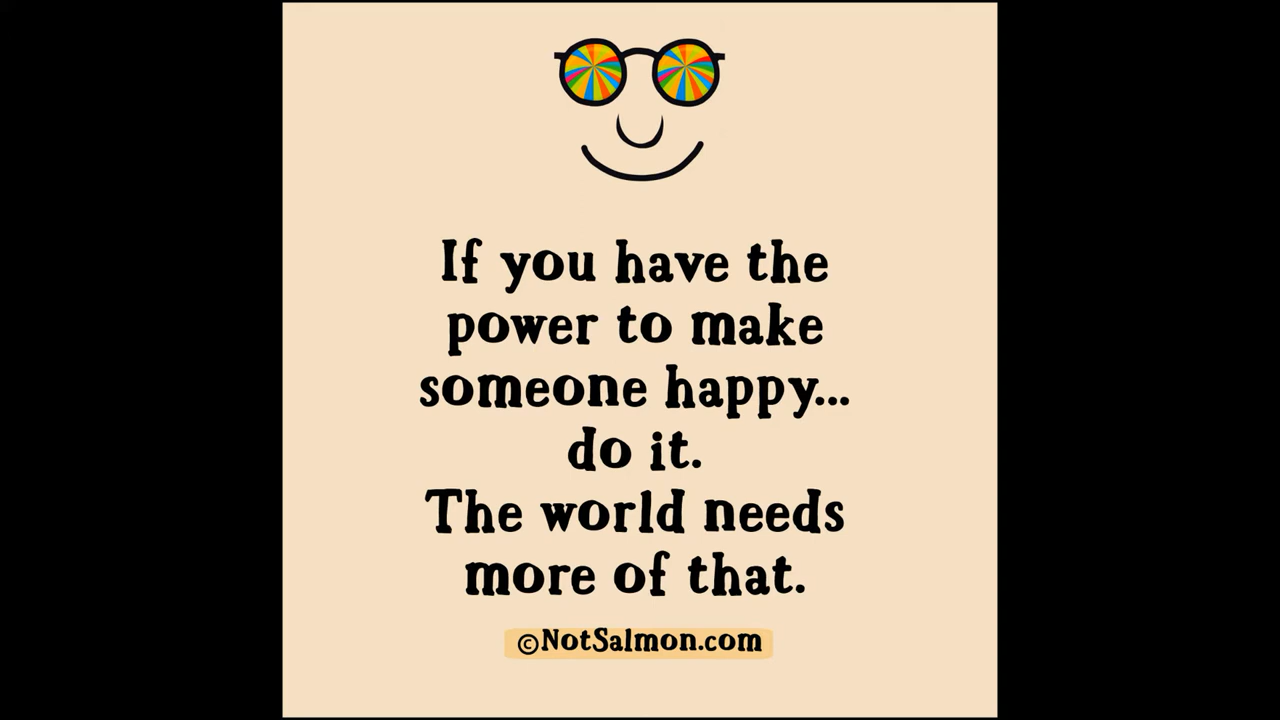 If you have the
power to make
someone happy...
do it.
The world needs
more of that.
©NotSalmon.com